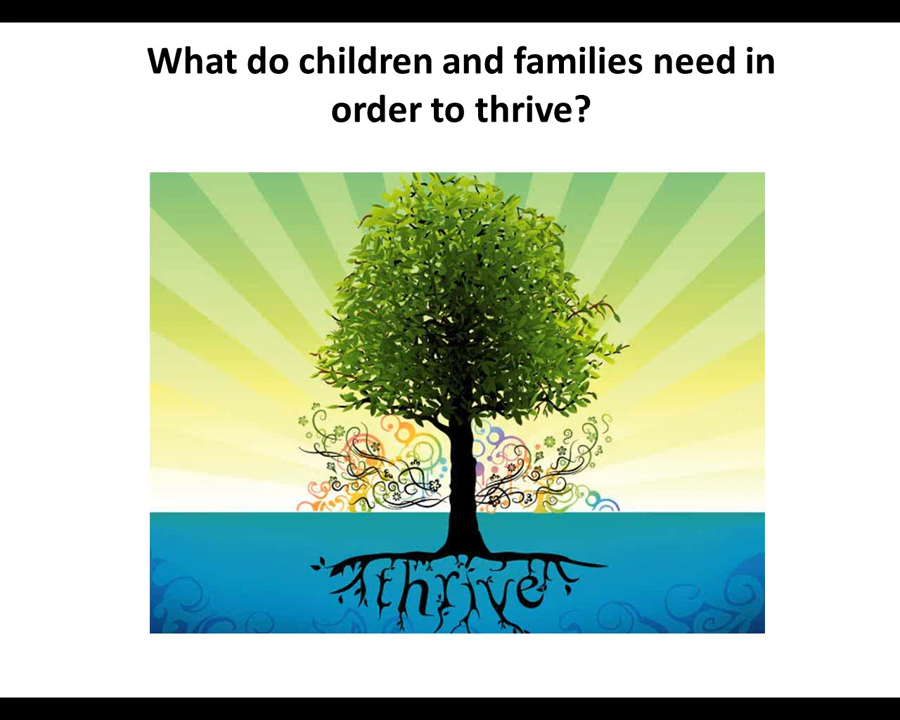 What do children and families need in
order to thrive?
thrive